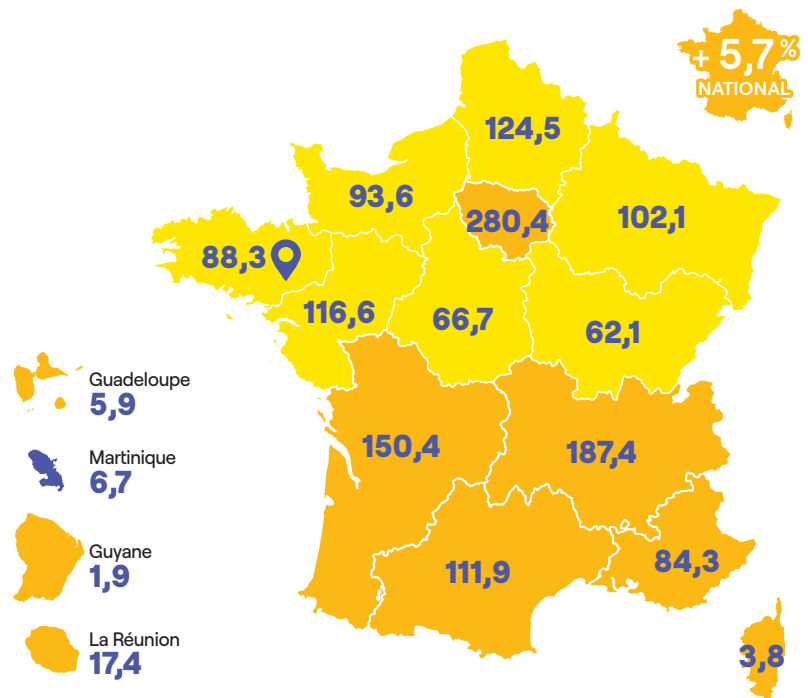 + 5,7 %
NATIONAL
124,5
93,6
280,4
102,1
88,3
116,6
66,7
62,1
Guadeloupe
5,9
150,4
187,4
Martinique
6,7
Guyane
1,9
111,9
84,3
La Réunion
17,4
3,8